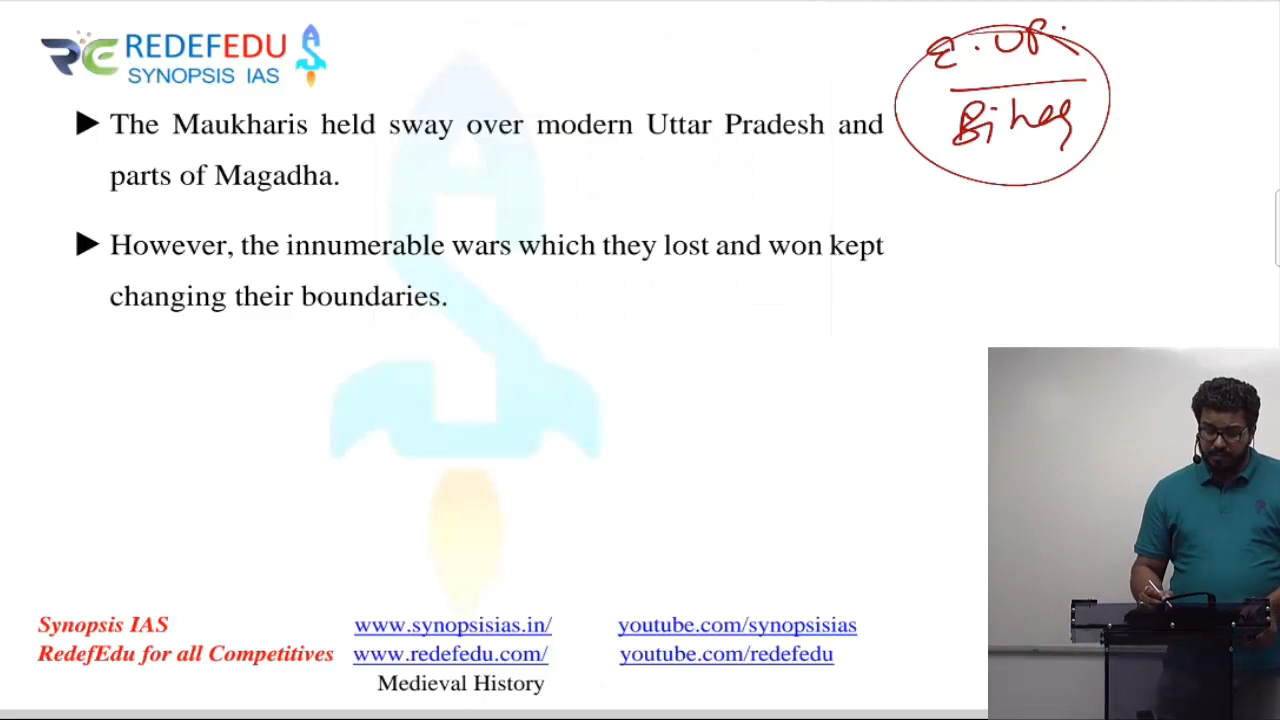 REDEFEDU
SYNOPSIS IAS
E. UP.
Bihar
The Maukharis held sway over modern Uttar Pradesh and
parts of Magadha.
However, the innumerable wars which they lost and won kept
changing their boundaries.
Synopsis IAS www.synopsisias.in/ youtube.com/synopsisias
RedefEdu for all Competitives www.redefedu.com/ youtube.com/redefedu
Medieval History